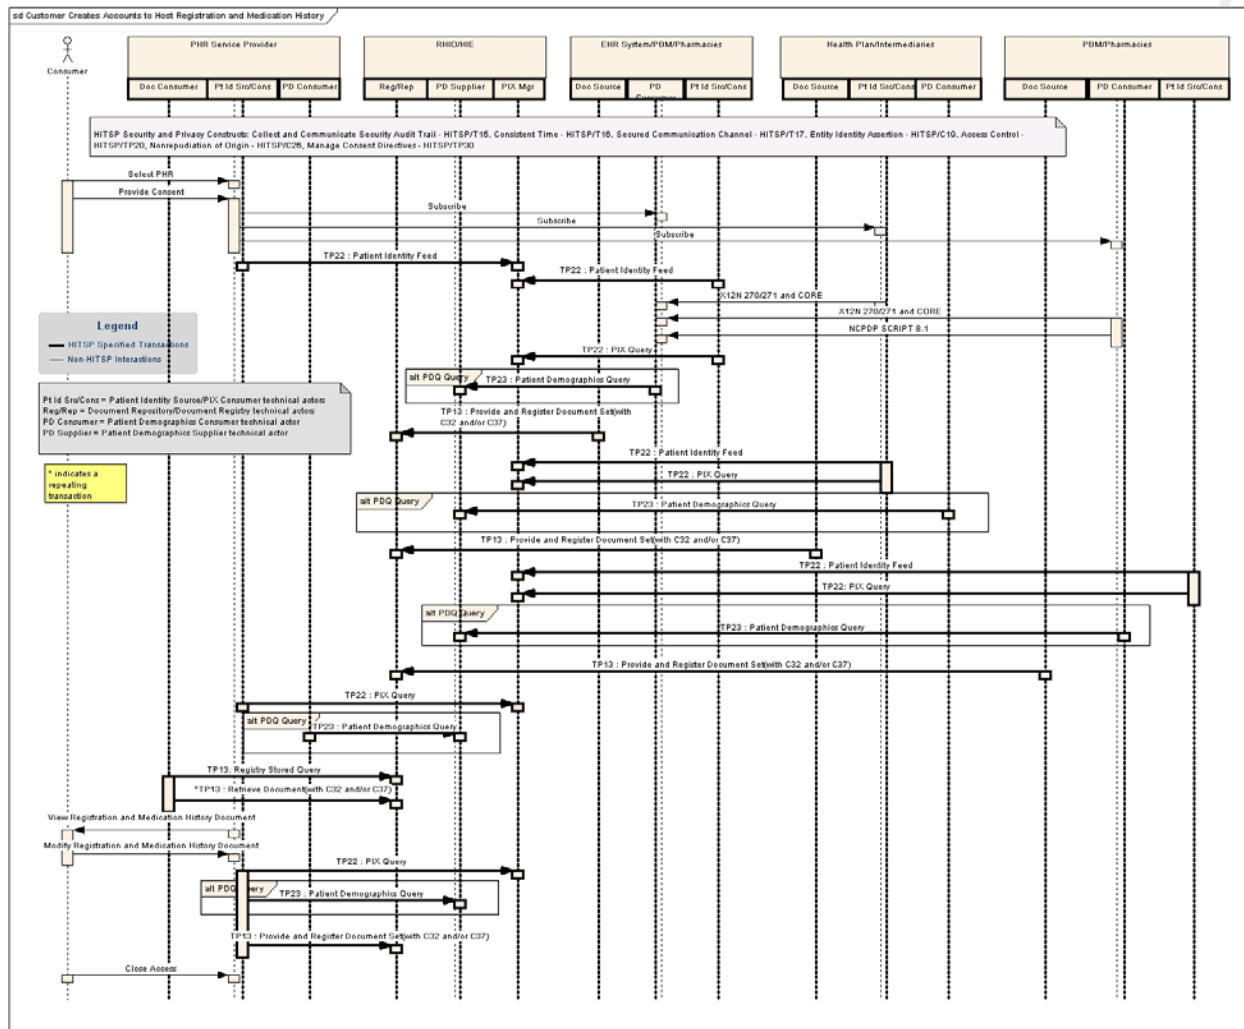 sd Customer Creates Accounts to Host Registration and Medication History
Consumer
PHR Service Provider
RHIO/HIE
EHR System/PBM/Pharmacies
Health Plan/Intermediaries
PBM/Pharmacies
Doc Consumer
Pt Id Src/Cons
PD Consumer
Reg/Rep
PD Supplier
PIX Mgr
Doc Source
PD
Pt Id Src/Cons
Doc Source
Pt Id Src/Cons
PD Consumer
Doc Source
PD Consumer
Pt Id Src/Cons
HITSP Security and Privacy Constructs: Collect and Communicate Security Audit Trail - HITSP/T15, Consistent Time - HITSP/T16, Secured Communication Channel - HITSP/T17, Entity Identity Assertion - HITSP/C19, Access Control -
HITSP/TP20, Nonrepudiation of Origin - HITSP/C26, Manage Consent Directives - HITSP/TP30
Select PHR
Provide Consent
Subscribe
Subscribe
Subscribe
TP22 : Patient Identity Feed
TP22 : Patient Identity Feed
X12N 270/271 and CORE
X12N 270/271 and CORE
NCPDP SCRIPT 8.1
Legend
HITSP Specified Transactions
Non-HITSP Interactions
TP22 : PIX Query
alt PDQ Query
TP23 : Patient Demographics Query
Pt Id Src/Cons = Patient Identity Source/PIX Consumer technical actors
Reg/Rep = Document Repository/Document Registry technical actors
PD Consumer = Patient Demographics Consumer technical actor
PD Supplier = Patient Demographics Supplier technical actor
TP13 : Provide and Register Document Set(with
C32 and/or C37)
* indicates a
repeating
transaction
TP22 : Patient Identity Feed
TP22 : PIX Query
alt PDQ Query
TP23 : Patient Demographics Query
TP13 : Provide and Register Document Set(with C32 and/or C37)
TP22 : Patient Identity Feed
TP22: PIX Query
alt PDQ Query
TP23 : Patient Demographics Query
TP13 : Provide and Register Document Set(with C32 and/or C37)
TP22 : PIX Query
alt PDQ Query
TP23 : Patient Demographics Query
TP13: Registry Stored Query
*TP13 : Retrieve Document(with C32 and/or C37)
View Registration and Medication History Document
Modify Registration and Medication History Document
TP22 : PIX Query
alt PDQ Query
TP23 : Patient Demographics Query
TP13 : Provide and Register Document Set(with C32 and/or C37)
Close Access